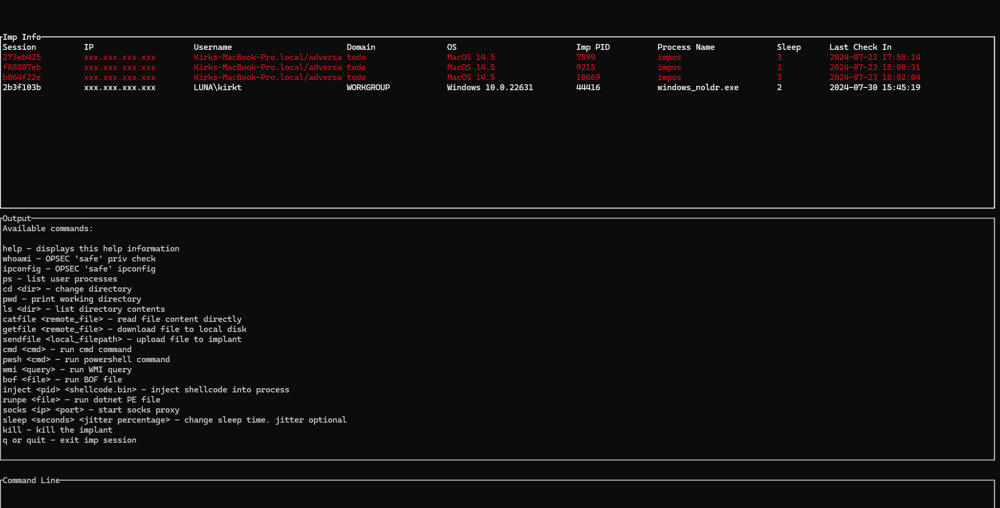 Imp Info
Session IP Username Domain OS Imp PID Process Name Sleep Last Check In
273eb425 xxx.xxx.xxx.xxx Kirks-MacBook-Pro.local/adversa todo MacOS 14.5 7899 impos 3 2024-07-23 17:58:14
f88807eb xxx.xxx.xxx.xxx Kirks-MacBook-Pro.local/adversa todo MacOS 14.5 9215 impos 3 2024-07-23 18:00:31
b064f22e xxx.xxx.xxx.xxx Kirks-MacBook-Pro.local/adversa todo MacOS 14.5 10669 impos 3 2024-07-23 18:02:04
2b3f103b xxx.xxx.xxx.xxx LUNA\kirkt WORKGROUP Windows 10.0.22631 44416 windows_noldr.exe 2 2024-07-30 15:45:19
Output
Available commands:
help - displays this help information
whoami - OPSEC 'safe' priv check
ipconfig - OPSEC 'safe' ipconfig
ps - list user processes
cd <dir> - change directory
pwd - print working directory
ls <dir> - list directory contents
catfile <remote_file> - read file content directly
getfile <remote_file> - download file to local disk
sendfile <local_filepath> - upload file to implant
cmd <cmd> - run cmd command
pwsh <cmd> - run powershell command
wmi <query> - run WMI query
bof <file> - run BOF file
inject <pid> <shellcode.bin> - inject shellcode into process
runpe <file> - run dotnet PE file
socks <ip> <port> - start socks proxy
sleep <seconds> <jitter percentage> - change sleep time. jitter optional
kill - kill the implant
q or quit - exit imp session
Command Line